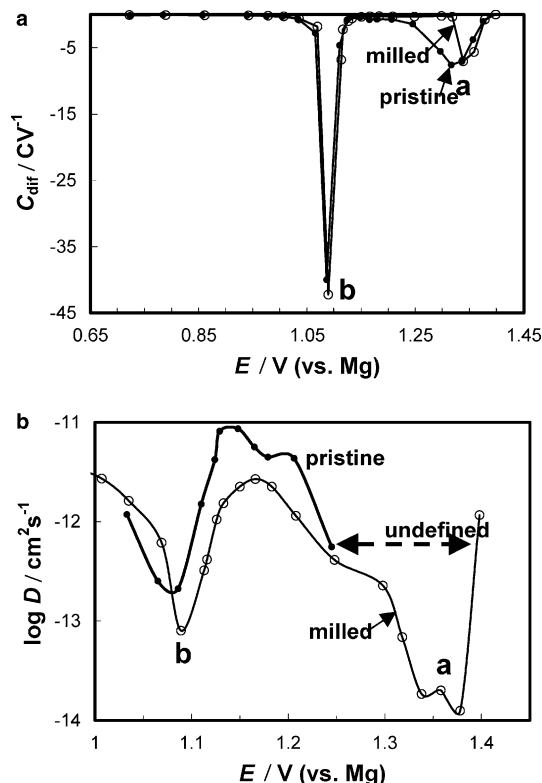 a
-5
-15
-25
-35
-45
C_dif / CV⁻¹
milled
a
pristine
b
0.65 0.85 1.05 1.25 1.45
E / V (vs. Mg)
b
-11
-12
-13
-14
log D / cm²s⁻¹
pristine
undefined
milled
b
a
1 1.1 1.2 1.3 1.4
E / V (vs. Mg)